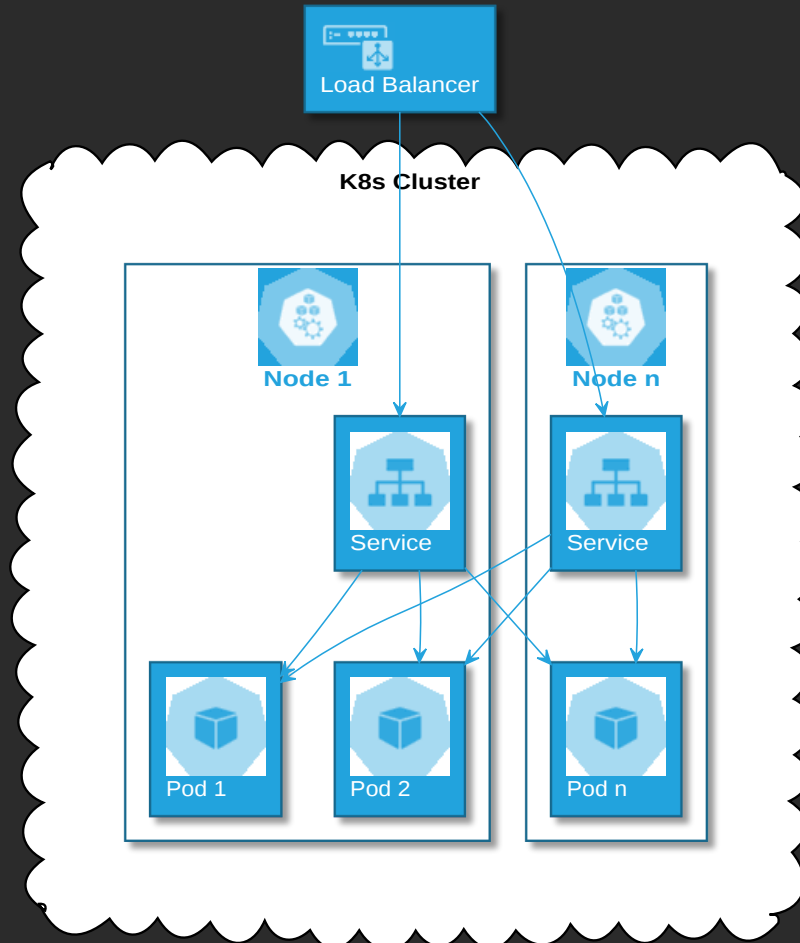 Load Balancer
K8s Cluster
Node 1
Node n
Service
Service
Pod 1
Pod 2
Pod n